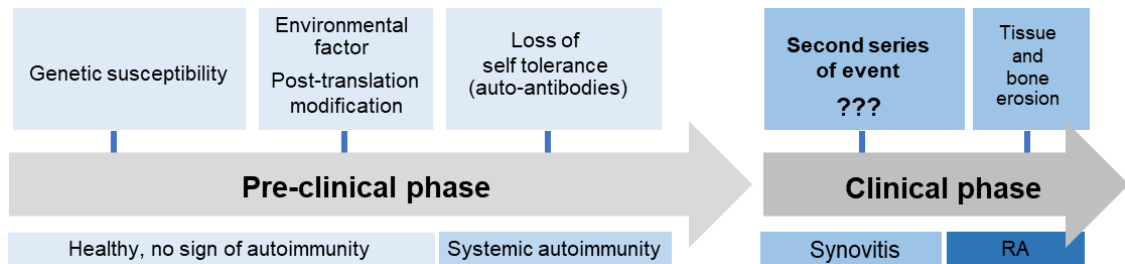 Genetic susceptibility
Environmental
factor
Post-translation
modification
Loss of
self tolerance
(auto-antibodies)
Second series
of event
???
Tissue
and
bone
erosion
Pre-clinical phase
Clinical phase
Healthy, no sign of autoimmunity
Systemic autoimmunity
Synovitis
RA